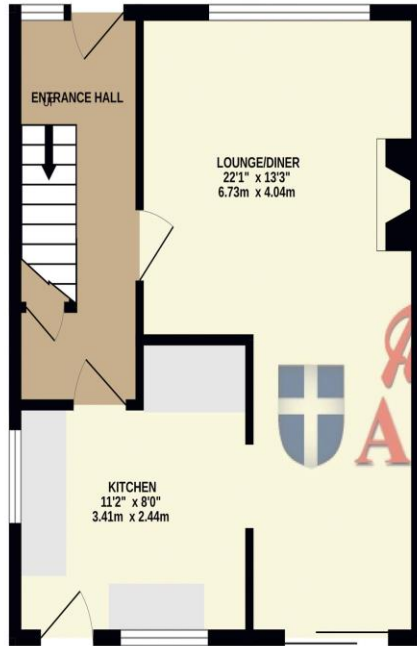 ENTRANCE HALL
UP
LOUNGE/DINER
22'1" x 13'3"
6.73m x 4.04m
KITCHEN
11'2" x 8'0"
3.41m x 2.44m